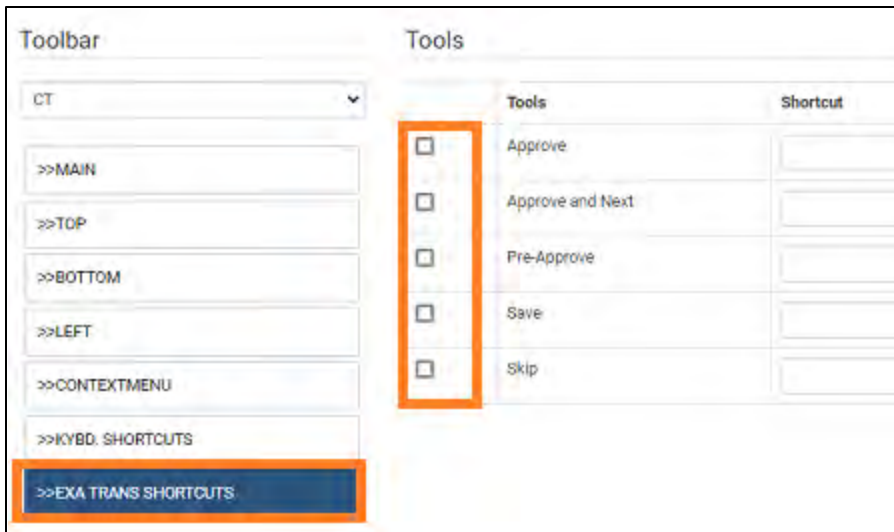 Toolbar
Tools
CT
Tools Shortcut
>>MAIN
>>TOP
>>BOTTOM
>>LEFT
>>CONTEXTMENU
>>KYBD. SHORTCUTS
>>EXA TRANS SHORTCUTS
Approve
Approve and Next
Pre-Approve
Save
Skip